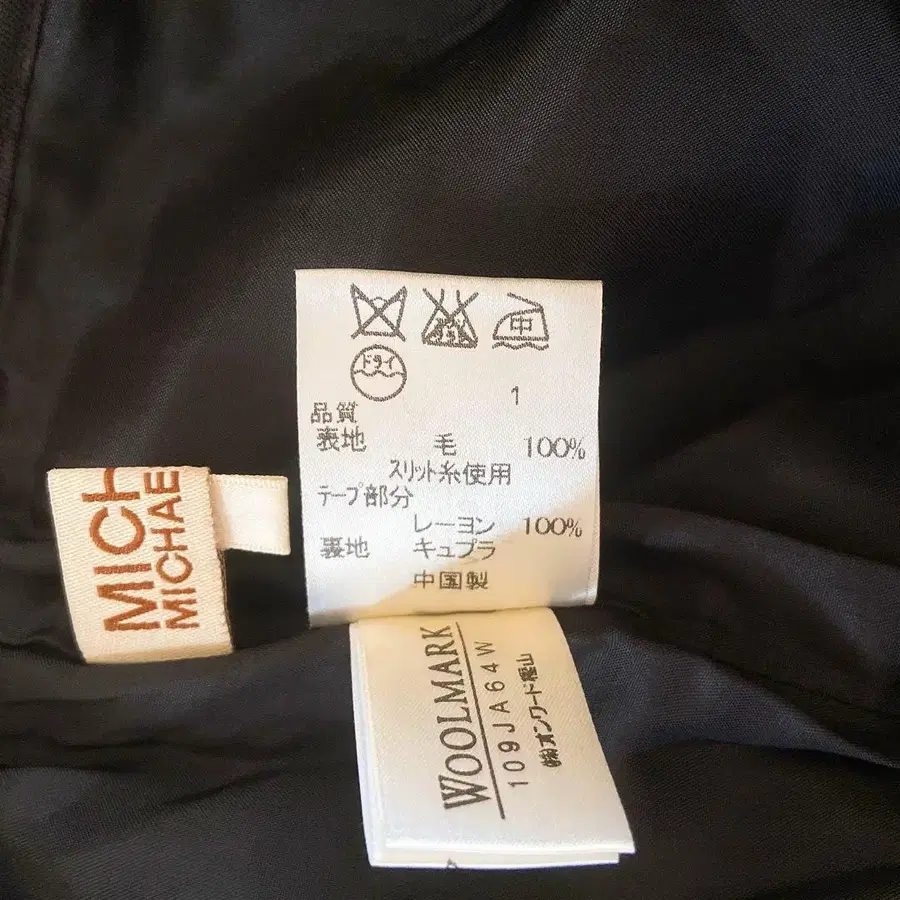 中
ドライ
1
品質
表地 毛 100%
スリット糸使用
テープ部分
レーヨン 100%
裏地 キュプラ
中国製
MICH
MICHAE
WOOLMARK
109JA64W
㈱オンワード樫山